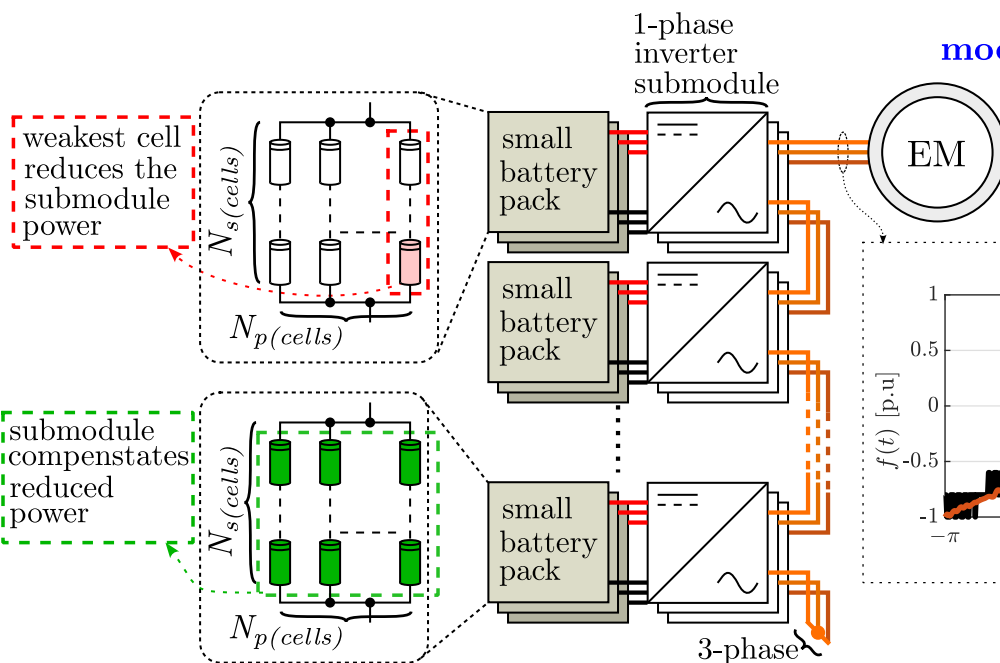 1-phase
inverter
submodule
weakest cell
reduces the
submodule
power
N_s(cells)
N_p(cells)
small
battery
pack
EM
small
battery
pack
1
0.5
0
-0.5
-1
f(t) [p.u
−π
submodule
compenstates
reduced
power
N_s(cells)
N_p(cells)
small
battery
pack
3-phase